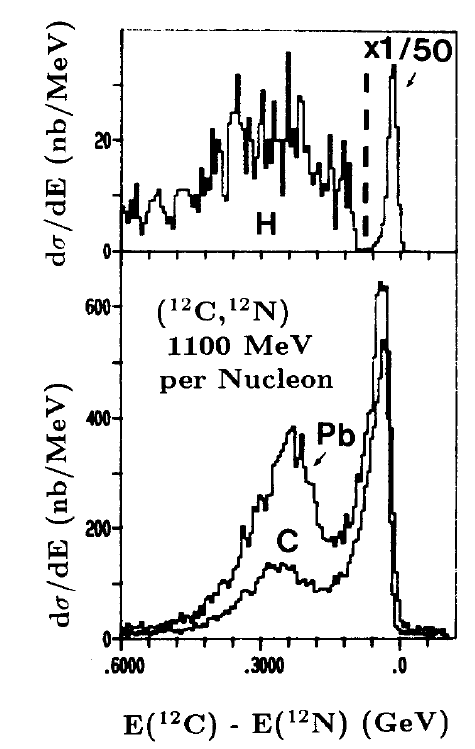 x1/50
dσ/dE (nb/MeV)
20
0
H
(¹²C,¹²N)
1100 MeV
per Nucleon
dσ/dE (nb/MeV)
600
400
200
0
Pb
C
.6000 .3000 .0
E(¹²C) - E(¹²N) (GeV)